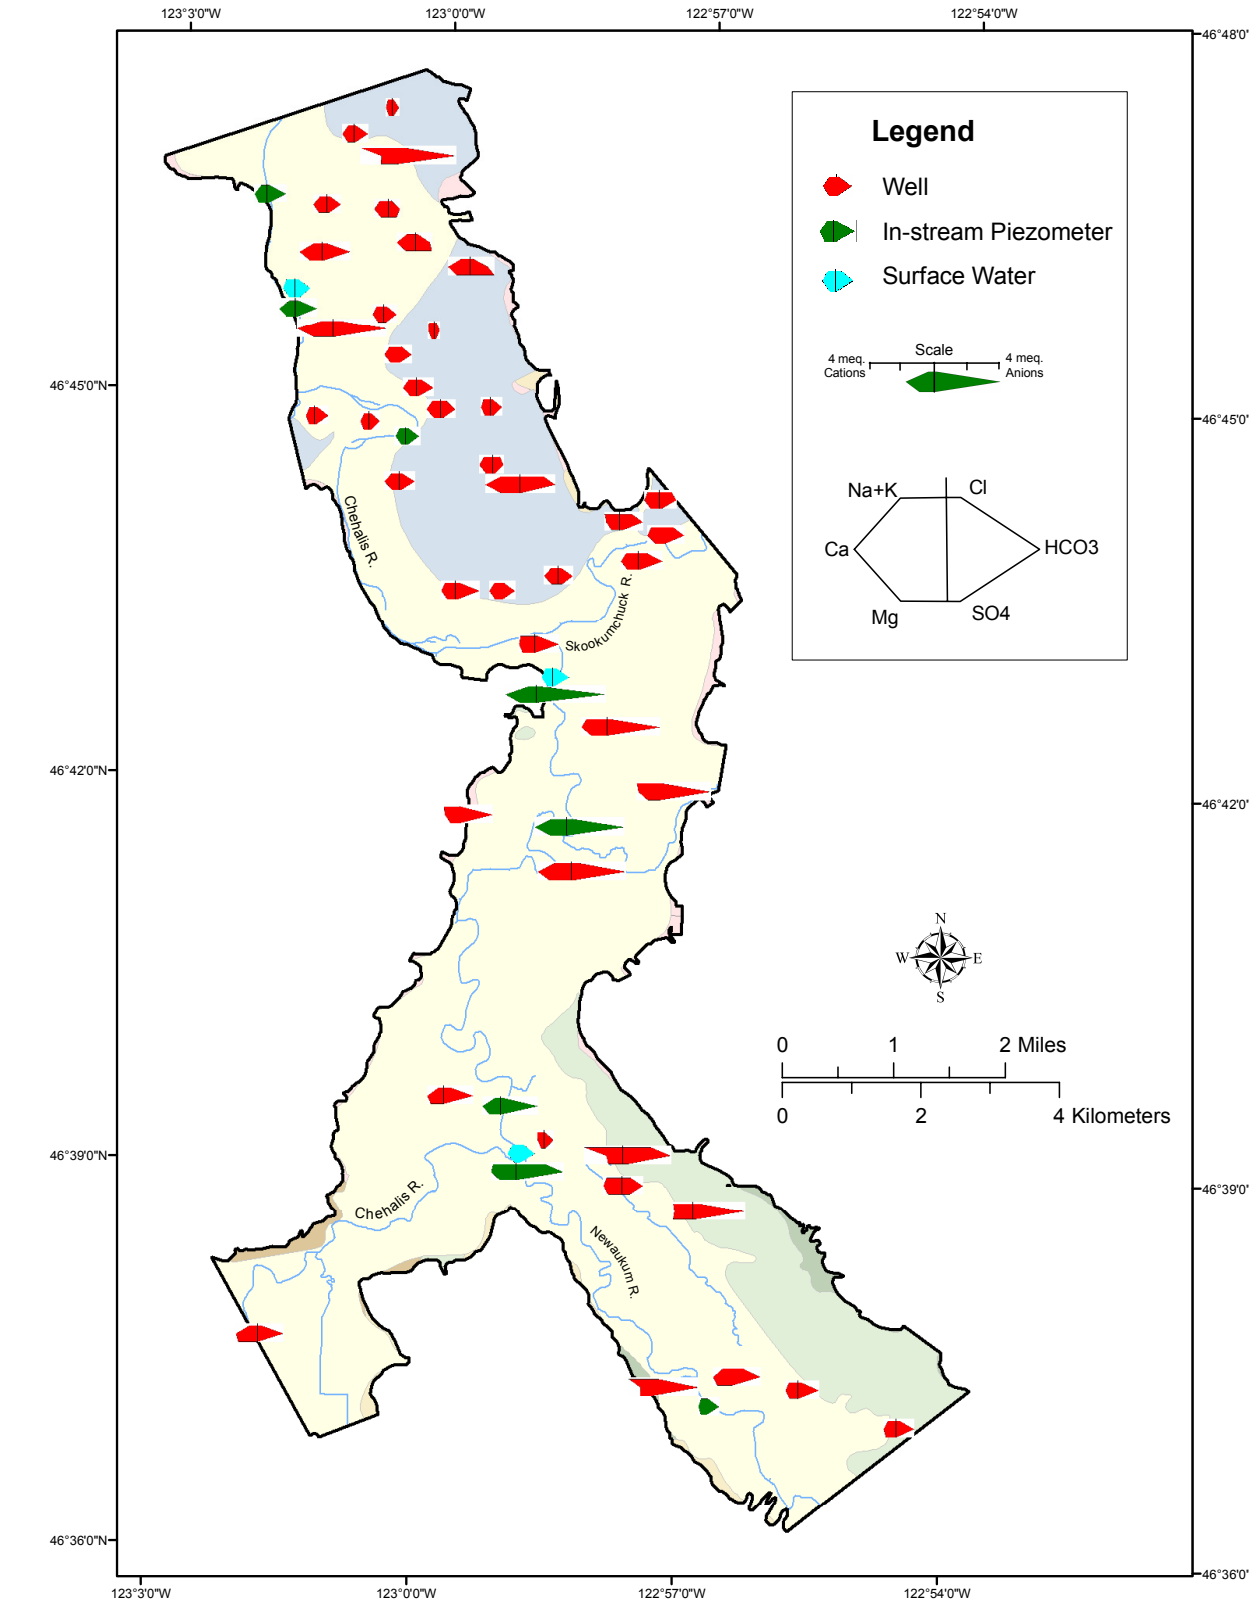 123°3'0"W 123°0'0"W 122°57'0"W 122°54'0"W
46°48'0"
Legend
Well
In-stream Piezometer
Surface Water
Scale
4 meq. 4 meq.
Cations Anions
46°45'0"N
46°45'0"
Na+K Cl
Ca HCO3
Mg SO4
Chehalis R.
Skookumchuck R.
46°42'0"N
46°42'0"
N
W E
S
0 1 2 Miles
0 2 4 Kilometers
46°39'0"N
46°39'0"
Chehalis R.
Newaukum R.
46°36'0"N
46°36'0"
123°3'0"W 123°0'0"W 122°57'0"W 122°54'0"W